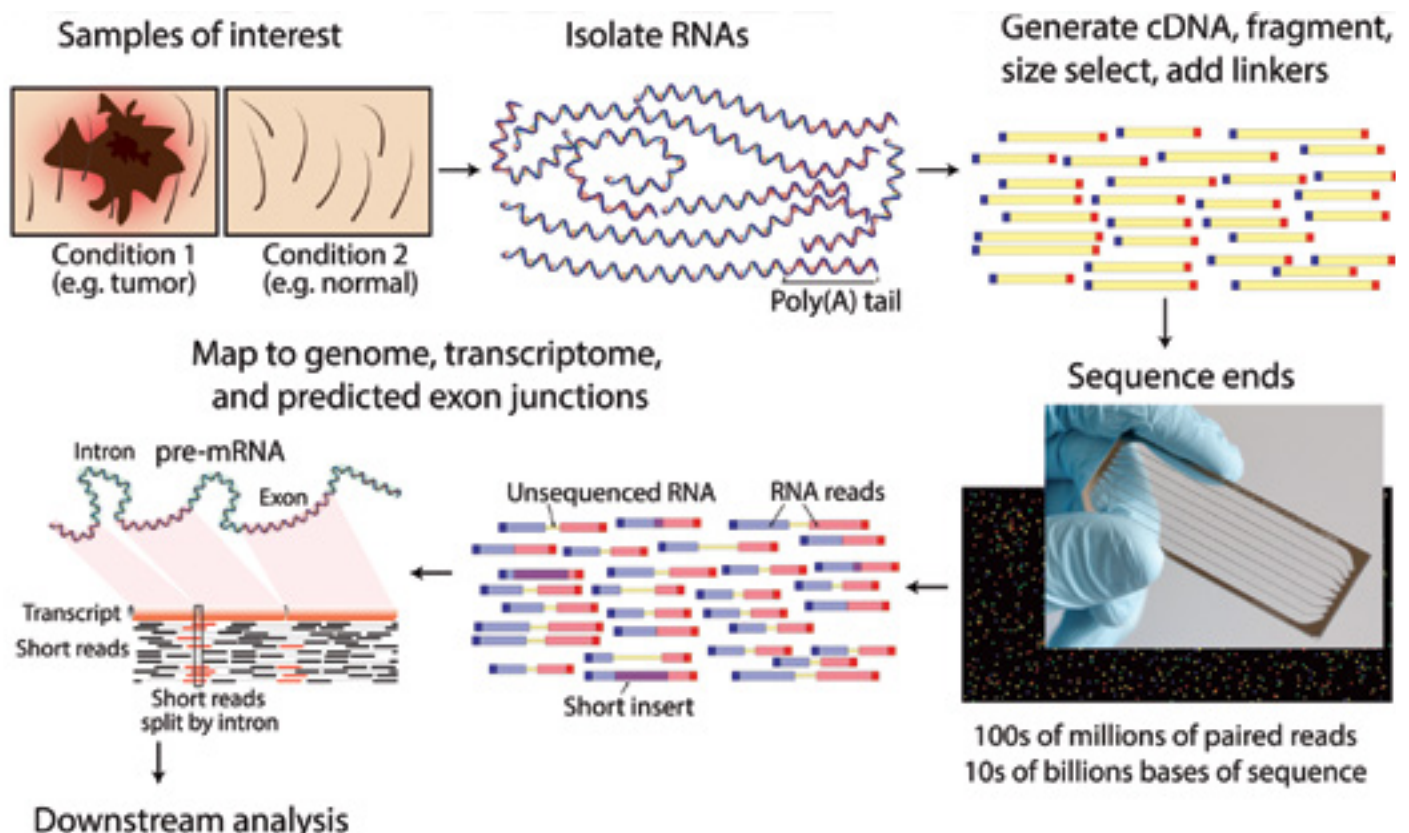 Samples of interest
Condition 1
(e.g. tumor)
Condition 2
(e.g. normal)
Isolate RNAs
Poly(A) tail
Generate cDNA, fragment,
size select, add linkers
Sequence ends
100s of millions of paired reads
10s of billions bases of sequence
Unsequenced RNA
RNA reads
Short insert
Map to genome, transcriptome,
and predicted exon junctions
Intron
pre-mRNA
Exon
Transcript
Short reads
Short reads
split by intron
Downstream analysis